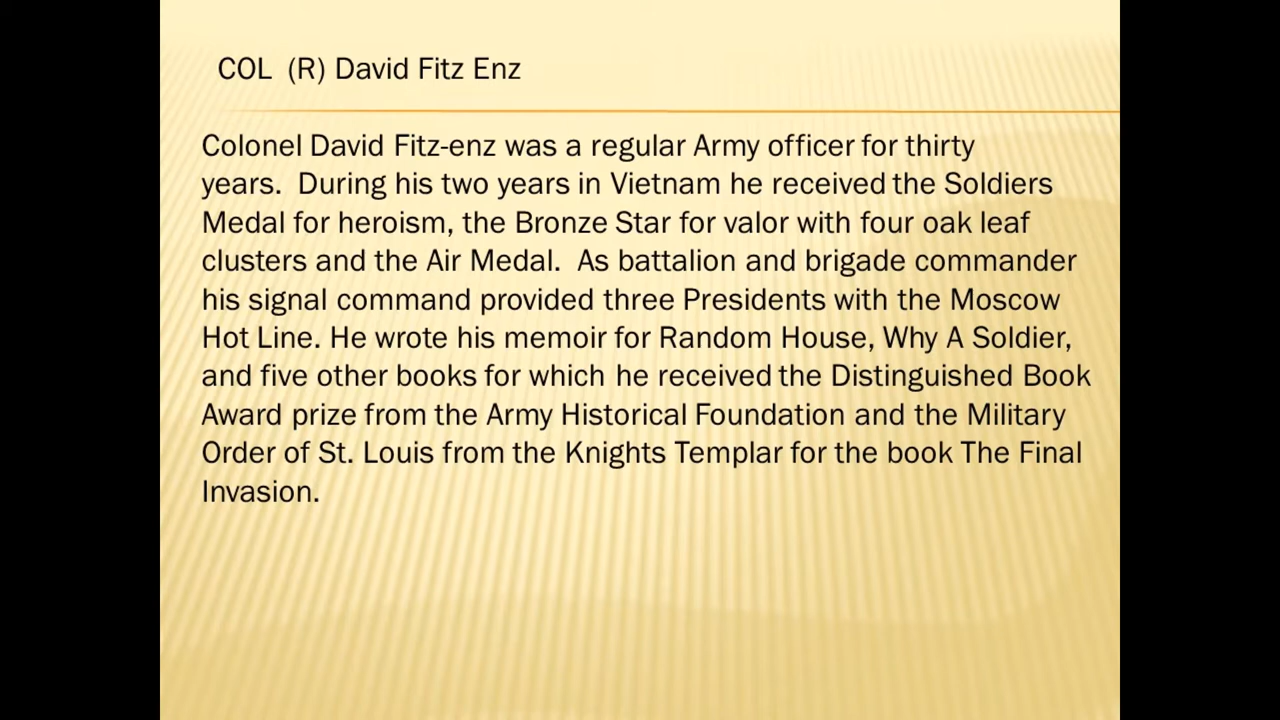 COL  (R) David Fitz Enz
Colonel David Fitz-enz was a regular Army officer for thirty
years.  During his two years in Vietnam he received the Soldiers
Medal for heroism, the Bronze Star for valor with four oak leaf
clusters and the Air Medal.  As battalion and brigade commander
his signal command provided three Presidents with the Moscow
Hot Line. He wrote his memoir for Random House, Why A Soldier,
and five other books for which he received the Distinguished Book
Award prize from the Army Historical Foundation and the Military
Order of St. Louis from the Knights Templar for the book The Final
Invasion.